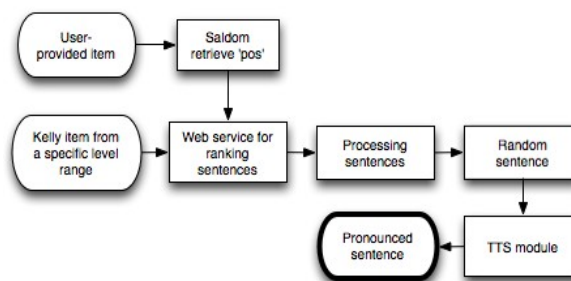 User-
provided item
Saldom
retrieve 'pos'
Kelly item from
a specific level
range
Web service for
ranking
sentences
Processing
sentences
Random
sentence
Pronounced
sentence
TTS module